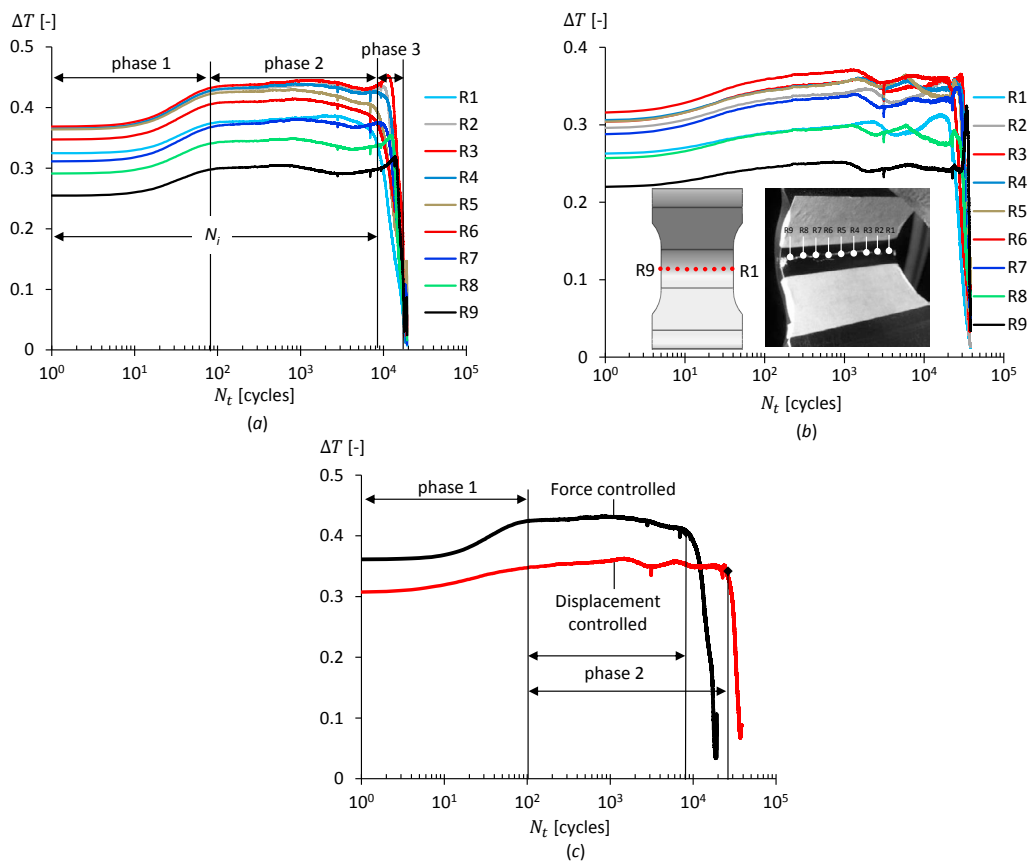 ΔT [-]
0.5
0.4
0.3
0.2
0.1
0
phase 1
phase 2
phase 3
N_i
R1
R2
R3
R4
R5
R6
R7
R8
R9
10^0
10^1
10^2
10^3
10^4
10^5
N_t [cycles]
(a)
ΔT [-]
0.4
0.3
0.2
0.1
0
R9
R1
R9 R8 R7 R6 R5 R4 R3 R2 R1
R1
R2
R3
R4
R5
R6
R7
R8
R9
10^0
10^1
10^2
10^3
10^4
10^5
N_t [cycles]
(b)
ΔT [-]
0.5
0.4
0.3
0.2
0.1
0
phase 1
Force controlled
Displacement
controlled
phase 2
10^0
10^1
10^2
10^3
10^4
10^5
N_t [cycles]
(c)